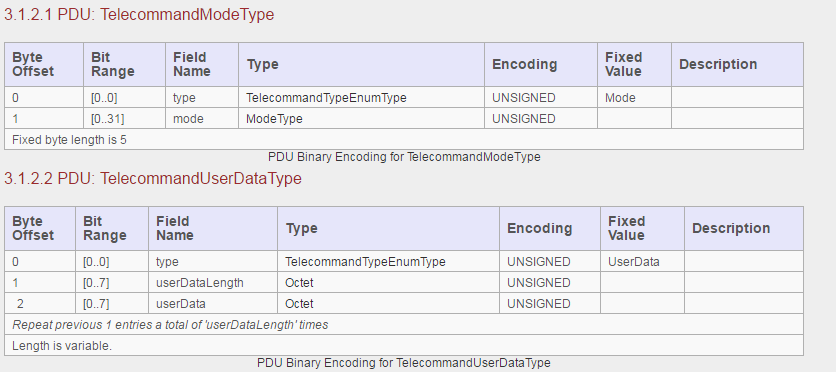 3.1.2.1 PDU: TelecommandModeType
Byte Offset Bit Range Field Name Type Encoding Fixed Value Description
0 [0..0] type TelecommandTypeEnumType UNSIGNED Mode
1 [0..31] mode ModeType UNSIGNED
Fixed byte length is 5
PDU Binary Encoding for TelecommandModeType
3.1.2.2 PDU: TelecommandUserDataType
Byte Offset Bit Range Field Name Type Encoding Fixed Value Description
0 [0..0] type TelecommandTypeEnumType UNSIGNED UserData
1 [0..7] userDataLength Octet UNSIGNED
2 [0..7] userData Octet UNSIGNED
Repeat previous 1 entries a total of 'userDataLength' times
Length is variable.
PDU Binary Encoding for TelecommandUserDataType